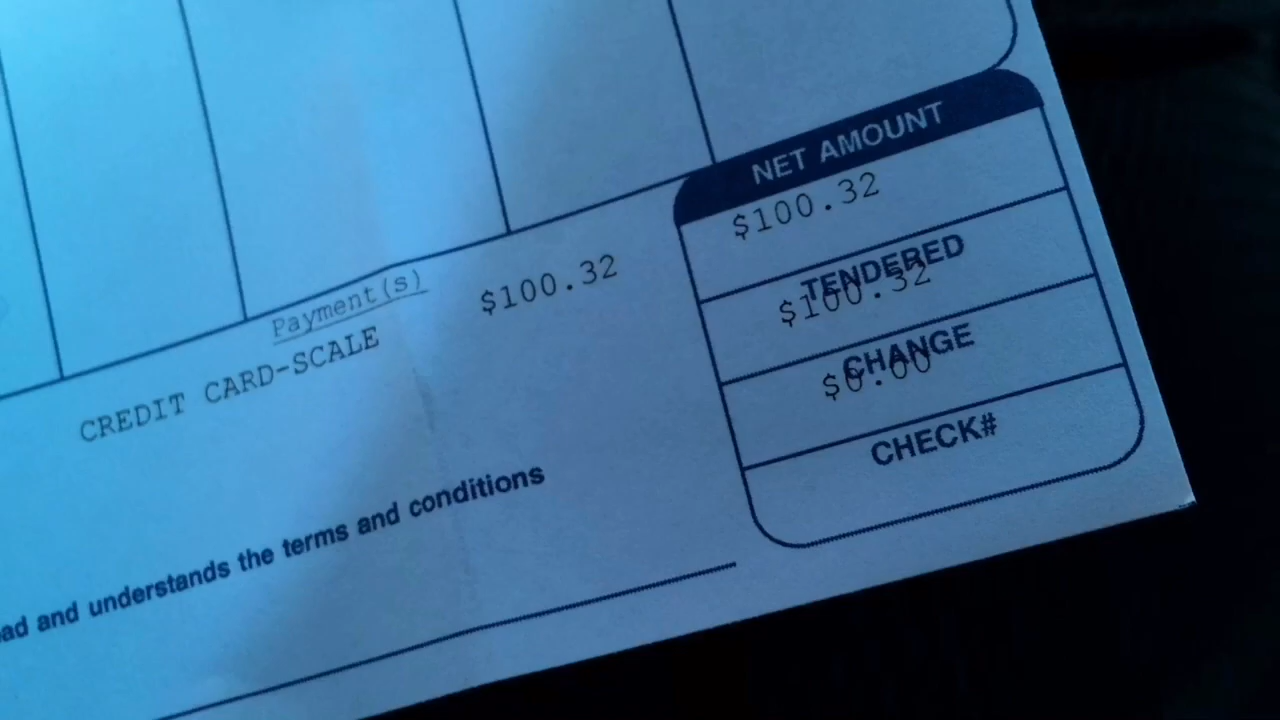 NET AMOUNT
$100.32
TENDERED
$100.32
CHANGE
$0.00
CHECK#
Payment(s)
$100.32
CREDIT CARD-SCALE
and understands the terms and conditions